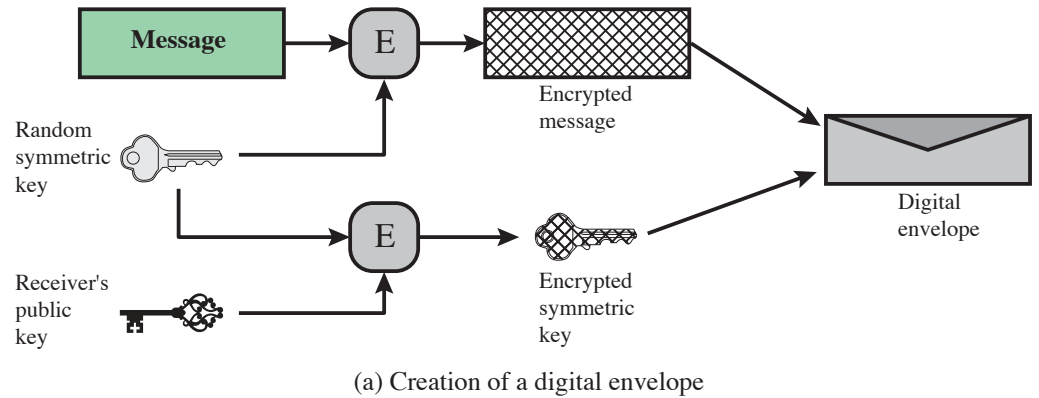 Message
E
Encrypted
message
Random
symmetric
key
Digital
envelope
E
Receiver's
public
key
Encrypted
symmetric
key
(a) Creation of a digital envelope